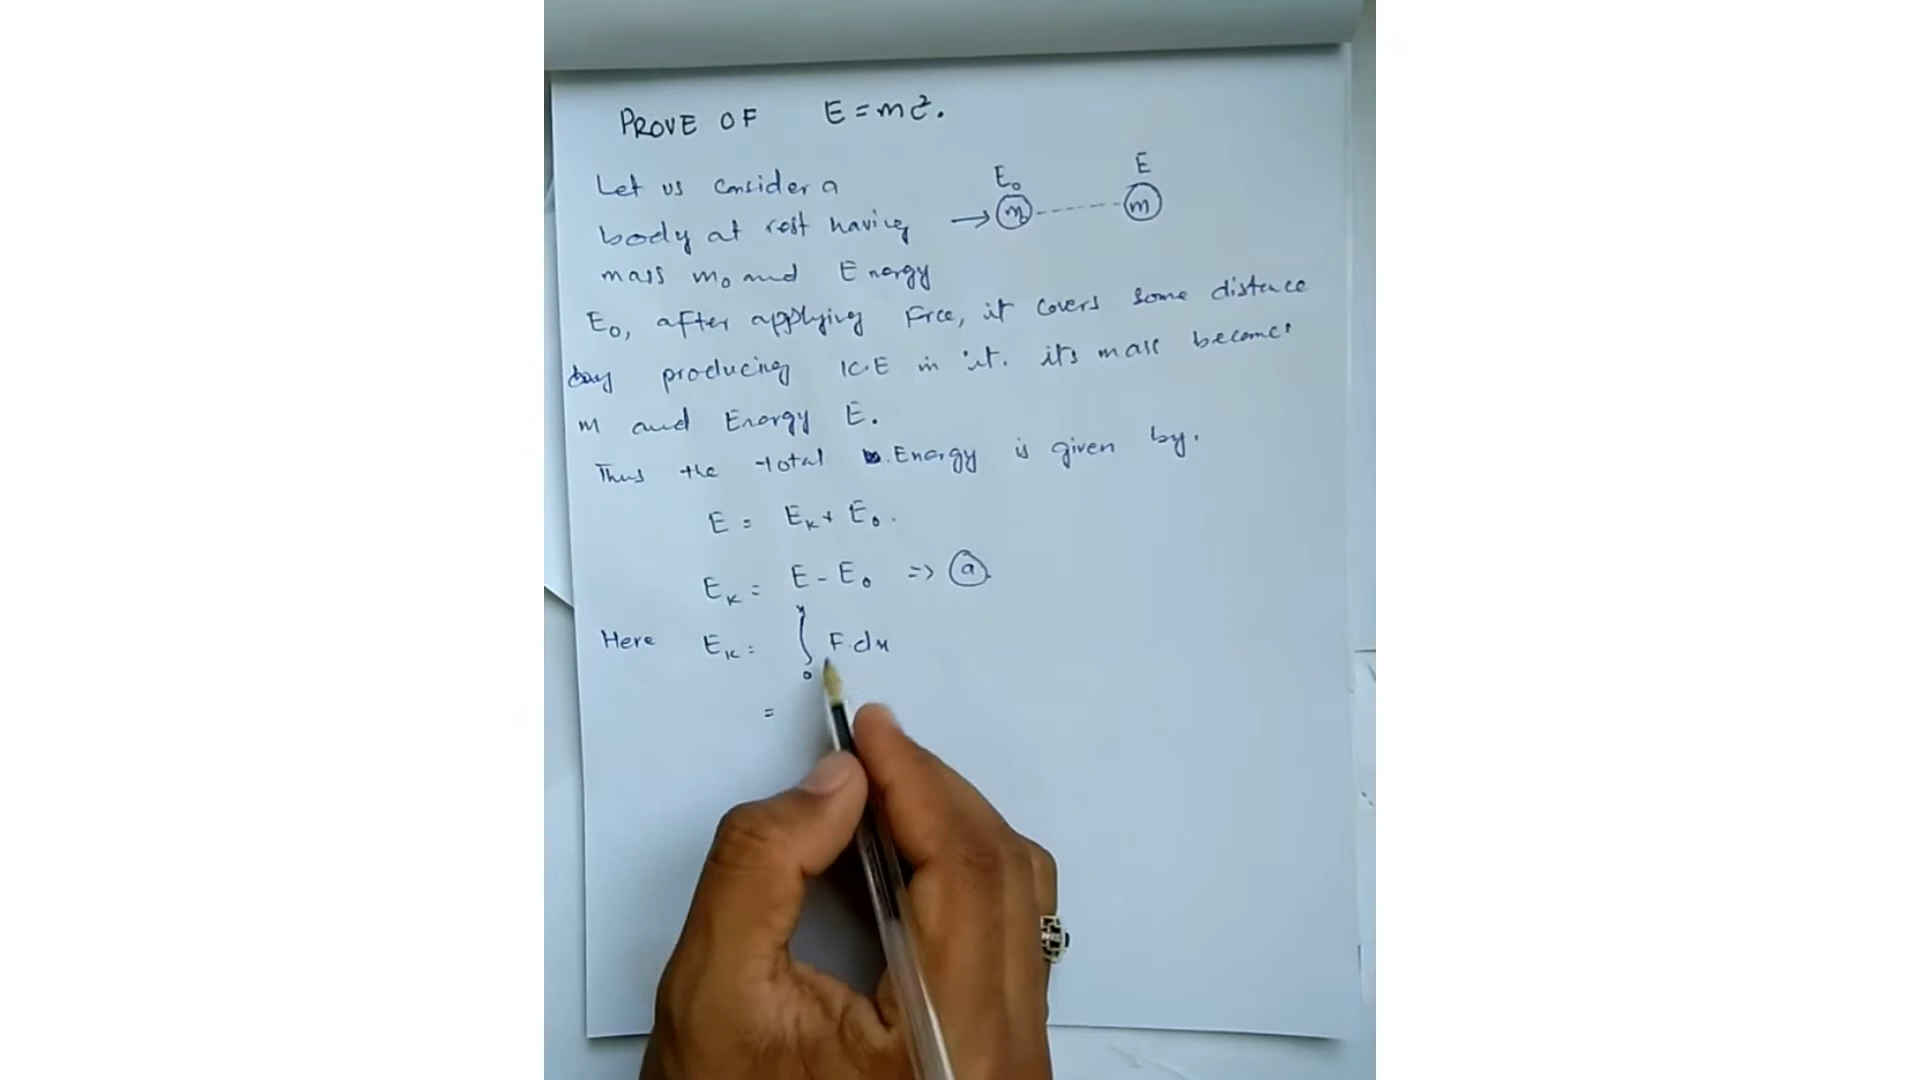 PROVE OF E = mc².
Let us consider a
body at rest having
mass m₀ and Energy
E₀ E
m₀ m
E₀, after applying Force, it covers some distance
by producing K.E in it. its mass becomes
m and Energy E.
Thus the total Energy is given by.
E = Eₖ + E₀.
Eₖ = E - E₀ => ⓐ.
Here Eₖ = ∫₀ˣ F.dx
=